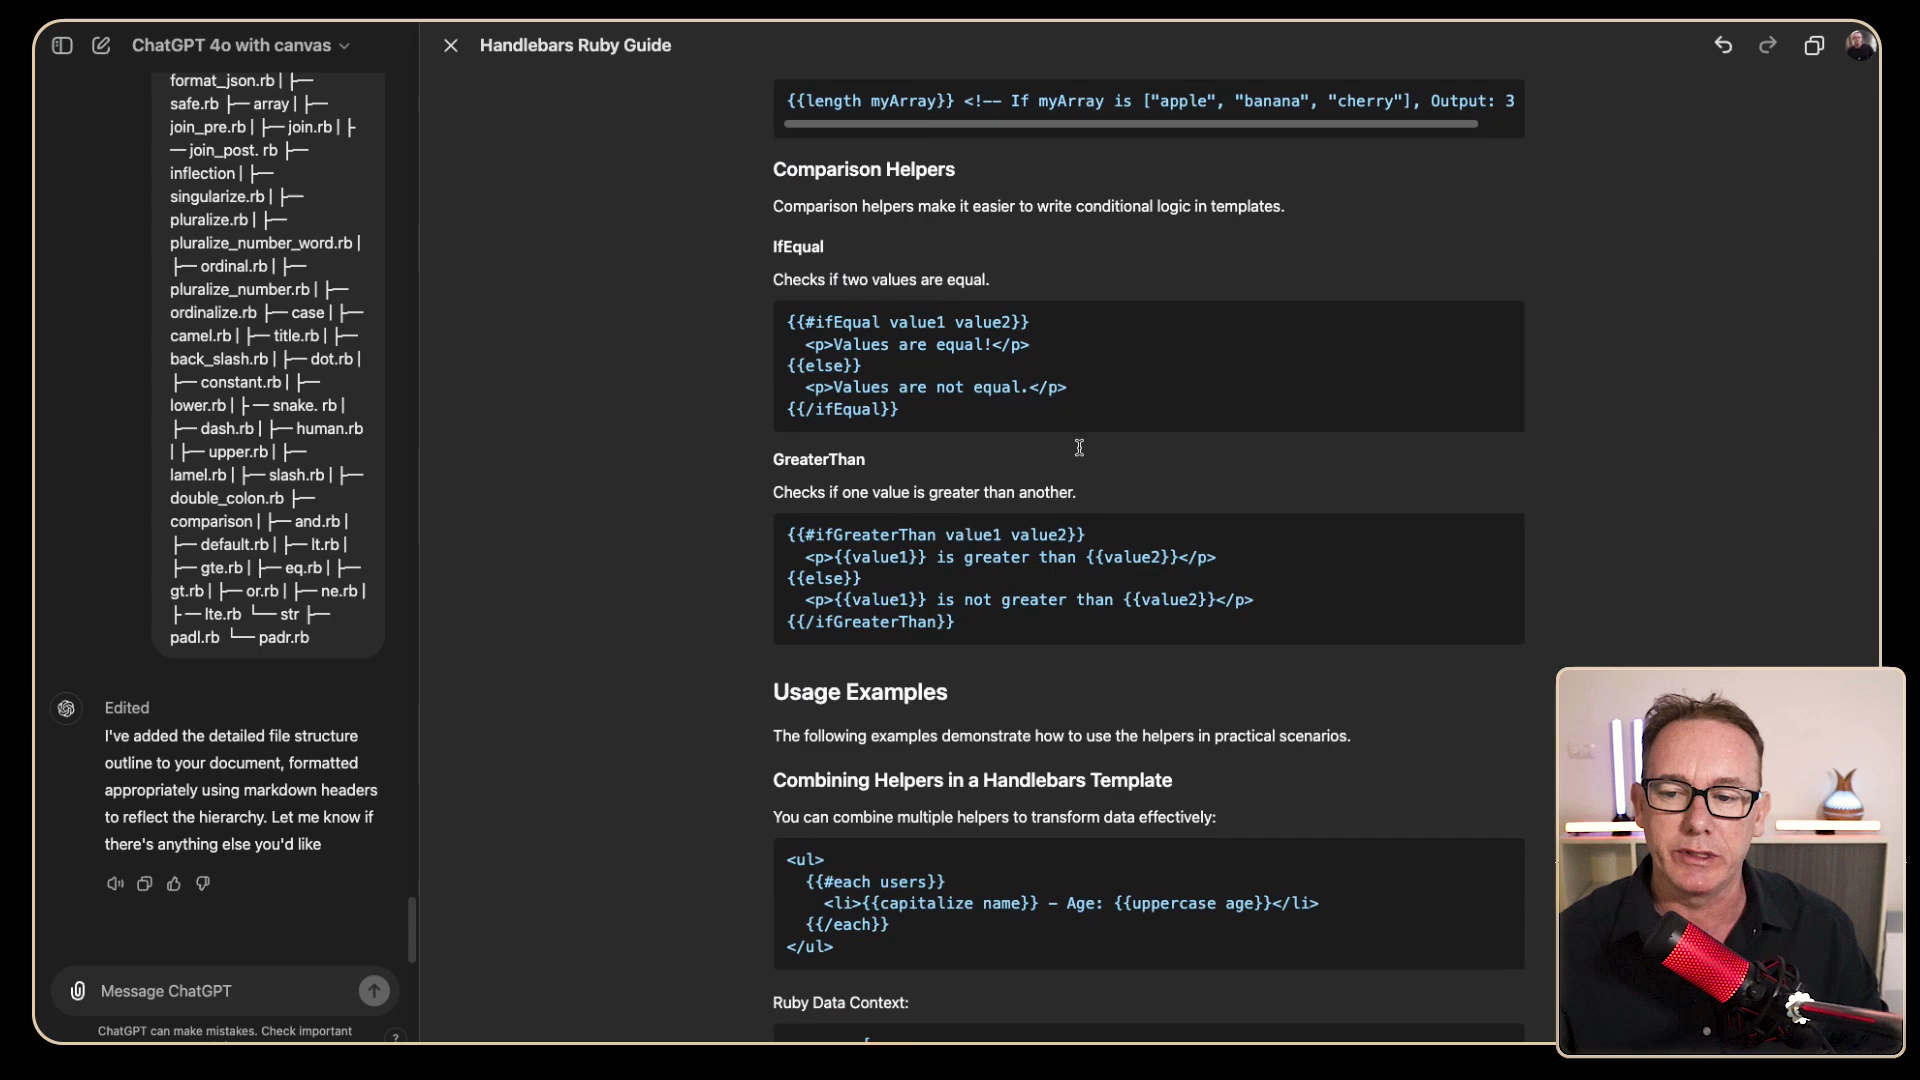 ChatGPT 4o with canvas
format_json.rb | ├──
safe.rb ├── array | ├──
join_pre.rb | ├── join.rb | ├
── join_post. rb ├──
inflection | ├──
singularize.rb | ├──
pluralize.rb | ├──
pluralize_number_word.rb |
├── ordinal.rb | ├──
pluralize_number.rb | ├──
ordinalize.rb ├── case | ├──
camel.rb | ├── title.rb | ├──
back_slash.rb | ├── dot.rb |
├── constant.rb | ├──
lower.rb | ├ ── snake. rb |
├── dash.rb | ├── human.rb
| ├── upper.rb | ├──
lamel.rb | ├── slash.rb | ├──
double_colon.rb ├──
comparison | ├── and.rb |
├── default.rb | ├── lt.rb |
├── gte.rb | ├── eq.rb | ├──
gt.rb | ├── or.rb | ├── ne.rb |
├ ── lte.rb └── str ├──
padl.rb └── padr.rb
Edited
I've added the detailed file structure
outline to your document, formatted
appropriately using markdown headers
to reflect the hierarchy. Let me know if
there's anything else you'd like
Message ChatGPT
ChatGPT can make mistakes. Check important
?
Handlebars Ruby Guide
{{length myArray}} <!-- If myArray is ["apple", "banana", "cherry"], Output: 3
Comparison Helpers
Comparison helpers make it easier to write conditional logic in templates.
IfEqual
Checks if two values are equal.
{{#ifEqual value1 value2}}
<p>Values are equal!</p>
{{else}}
<p>Values are not equal.</p>
{{/ifEqual}}
GreaterThan
Checks if one value is greater than another.
{{#ifGreaterThan value1 value2}}
<p>{{value1}} is greater than {{value2}}</p>
{{else}}
<p>{{value1}} is not greater than {{value2}}</p>
{{/ifGreaterThan}}
Usage Examples
The following examples demonstrate how to use the helpers in practical scenarios.
Combining Helpers in a Handlebars Template
You can combine multiple helpers to transform data effectively:
<ul>
{{#each users}}
<li>{{capitalize name}} – Age: {{uppercase age}}</li>
{{/each}}
</ul>
Ruby Data Context: